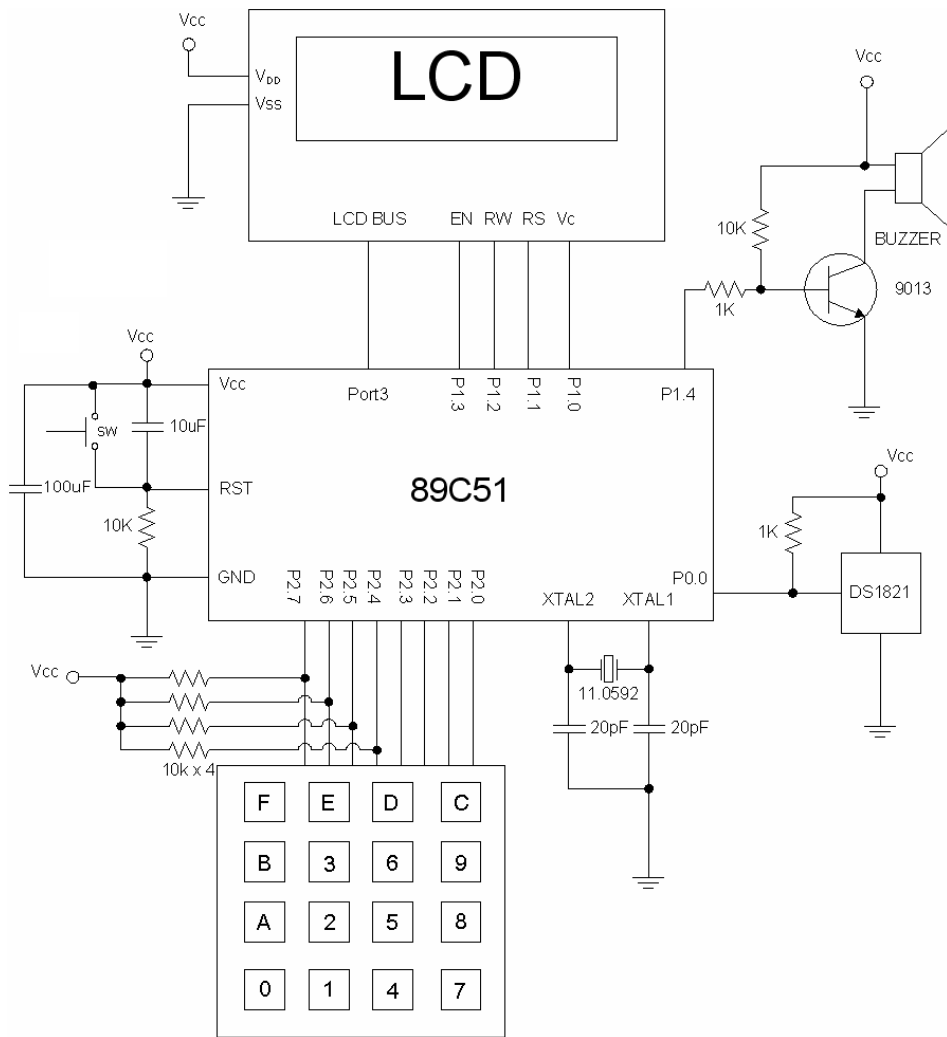 Vcc
LCD
VDD
VSS
LCD BUS EN RW RS Vc
Vcc
10K
BUZZER
1K
9013
Vcc
Vcc
Port3 P1.3 P1.2 P1.1 P1.0 P1.4
SW
10uF
100uF
RST
89C51
10K
Vcc
1K
GND
P2.7 P2.6 P2.5 P2.4 P2.3 P2.2 P2.1 P2.0
P0.0
XTAL2 XTAL1
DS1821
Vcc
11.0592
20pF 20pF
10k x 4
F E D C
B 3 6 9
A 2 5 8
0 1 4 7